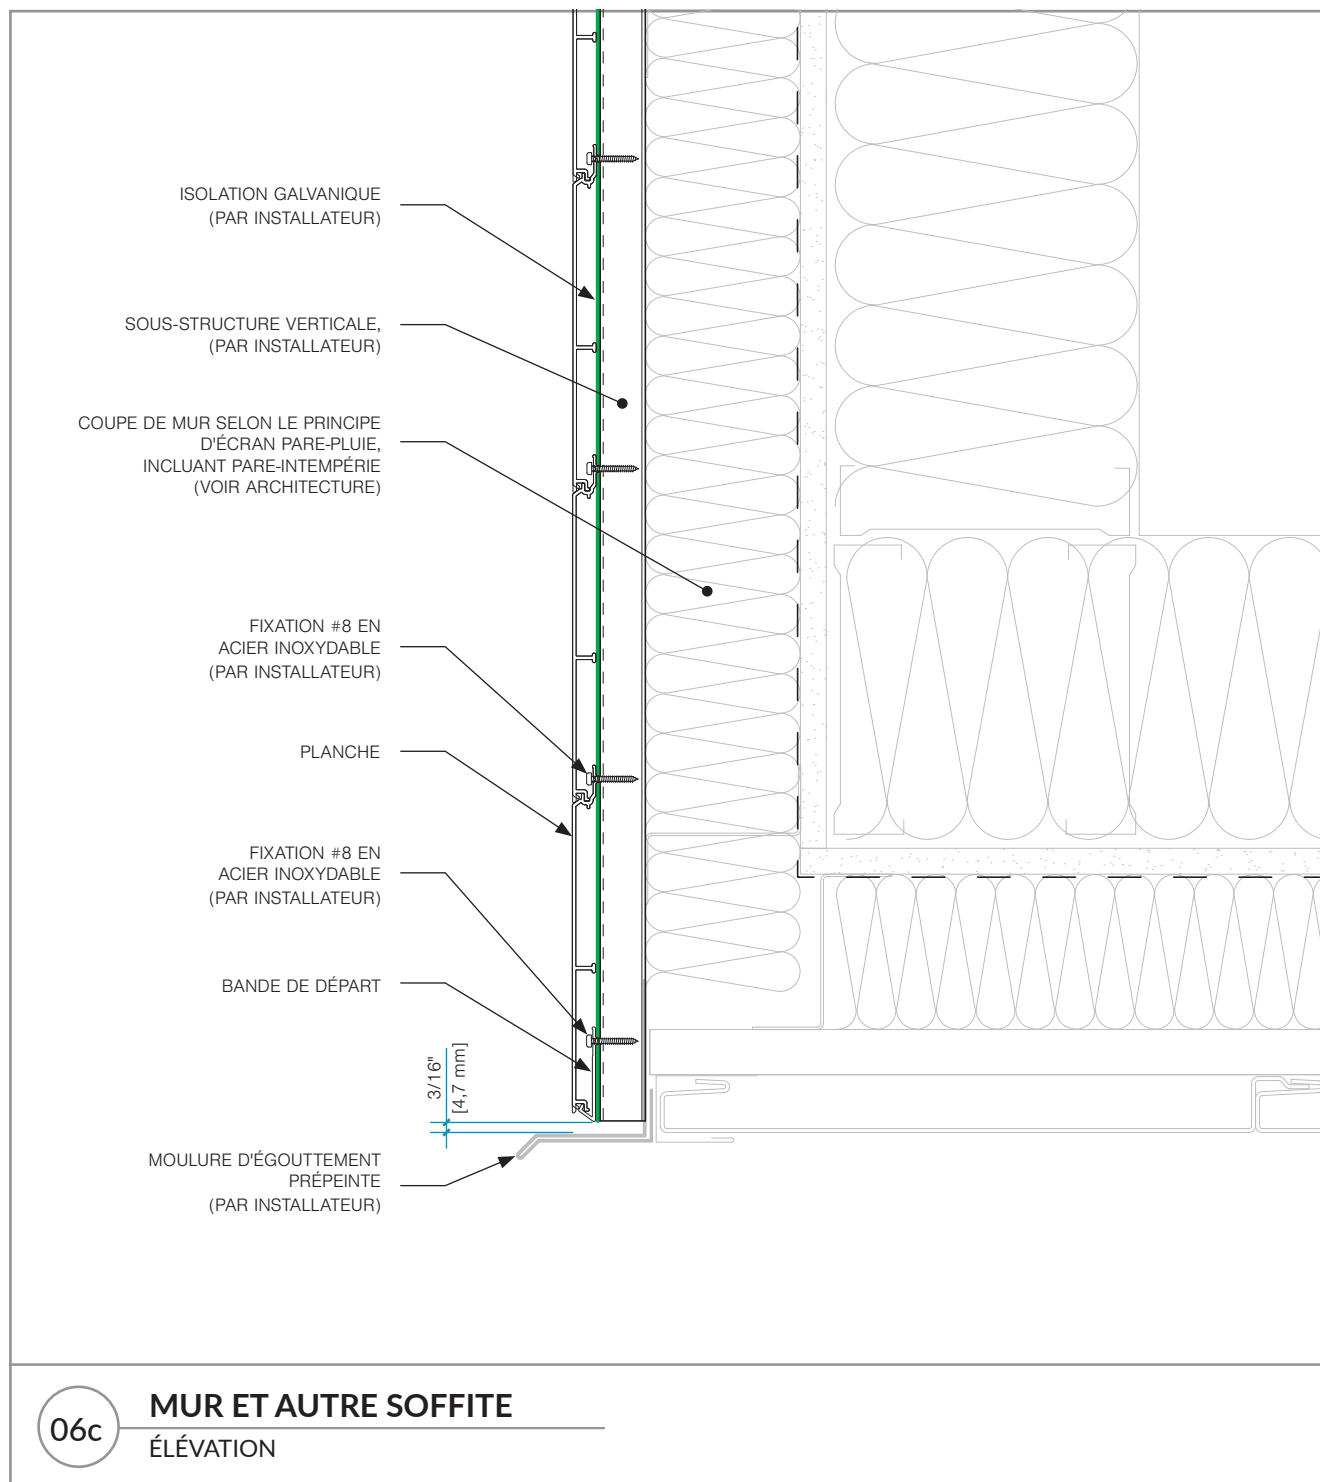 ISOLATION GALVANIQUE
(PAR INSTALLATEUR)
SOUS-STRUCTURE VERTICALE,
(PAR INSTALLATEUR)
COUPE DE MUR SELON LE PRINCIPE
D'ÉCRAN PARE-PLUIE,
INCLUANT PARE-INTEMPÉRIE
(VOIR ARCHITECTURE)
FIXATION #8 EN
ACIER INOXYDABLE
(PAR INSTALLATEUR)
PLANCHE
FIXATION #8 EN
ACIER INOXYDABLE
(PAR INSTALLATEUR)
BANDE DE DÉPART
3/16"
[4,7 mm]
MOULURE D'ÉGOUTTEMENT
PRÉPEINTE
(PAR INSTALLATEUR)
06c
MUR ET AUTRE SOFFITE
ÉLÉVATION